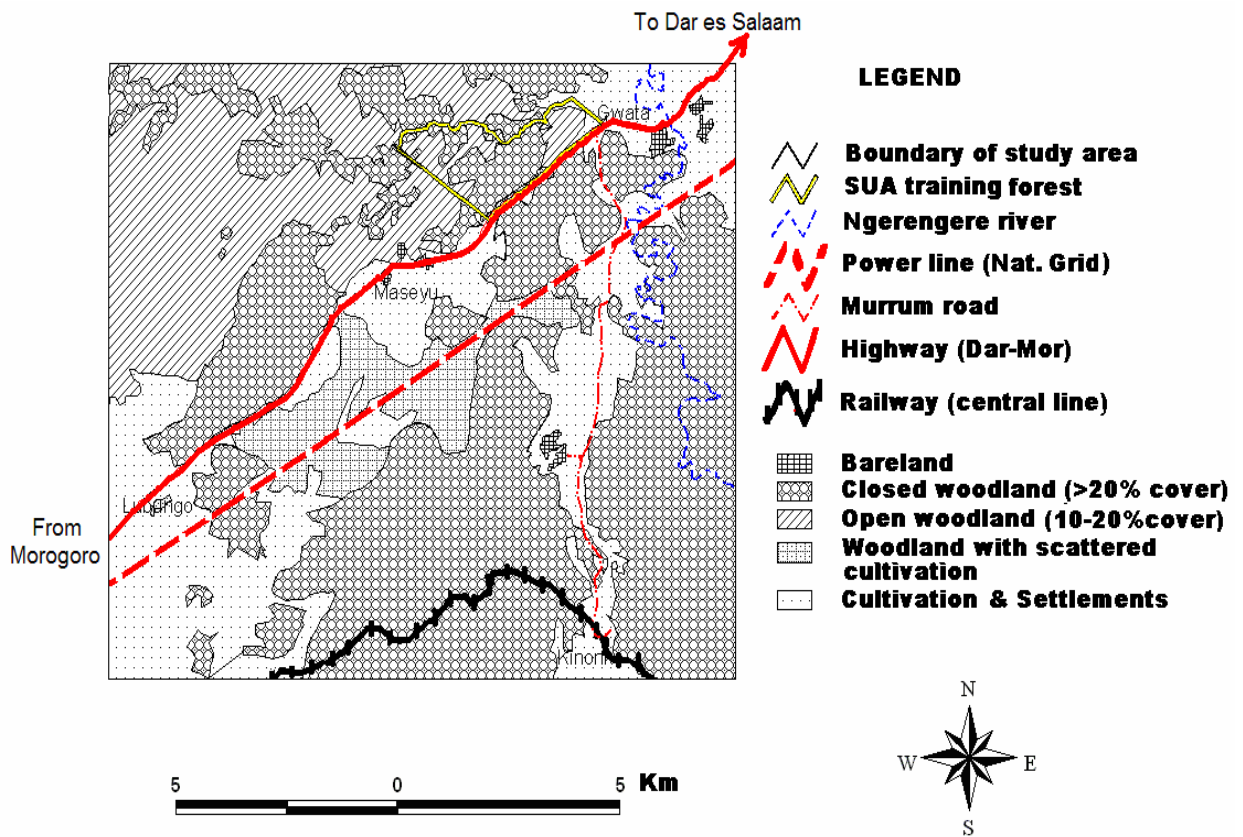 To Dar es Salaam
Gwata
Maseyu
From
Morogoro
LEGEND
Boundary of study area
SUA training forest
Ngerengere river
Power line (Nat. Grid)
Murrum road
Highway (Dar-Mor)
Railway (central line)
Bareland
Closed woodland (>20% cover)
Open woodland (10-20%cover)
Woodland with scattered
cultivation
Cultivation & Settlements
N
W
E
S
5
0
5
Km